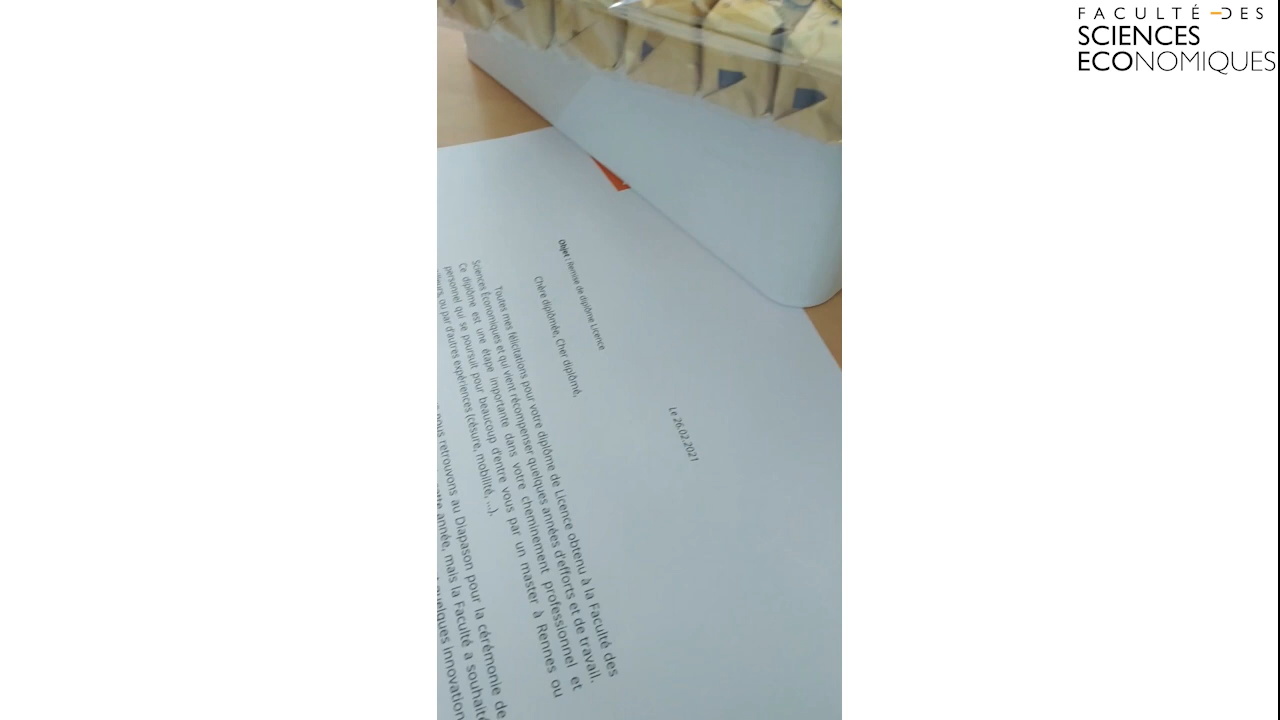 FACULTÉ DES
SCIENCES
ECONOMIQUES
Le 26.02.2021
Objet : Remise de diplôme Licence
Chère diplômée, Cher diplômé,
Toutes mes félicitations pour votre diplôme de Licence obtenu à la Faculté des
Sciences Économiques et qui vient récompenser quelques années d'efforts et de travail.
Ce diplôme est une étape importante dans votre cheminement professionnel et
personnel qui se poursuit pour beaucoup d'entre vous par un master à Rennes ou
ou par d'autres expériences (césure, mobilité, ...).
nous retrouvons au Diapason pour la cérémonie de
année, mais la Faculté a souhaité
quelques innovation